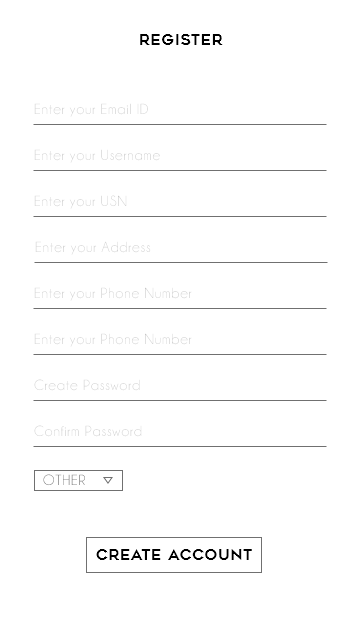 REGISTER
Enter your Email ID
Enter your Username
Enter your USN
Enter your Address
Enter your Phone Number
Enter your Phone Number
Create Password
Confirm Password
OTHER
CREATE ACCOUNT